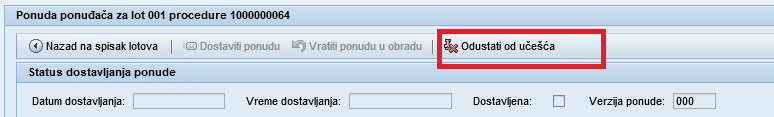 Ponuda ponuđača za lot 001 procedure 1000000064
Nazad na spisak lotova Dostaviti ponudu Vratiti ponudu u obradu Odustati od učešća
Status dostavljanja ponude
Datum dostavljanja: Vreme dostavljanja: Dostavljena: Verzija ponude: 000